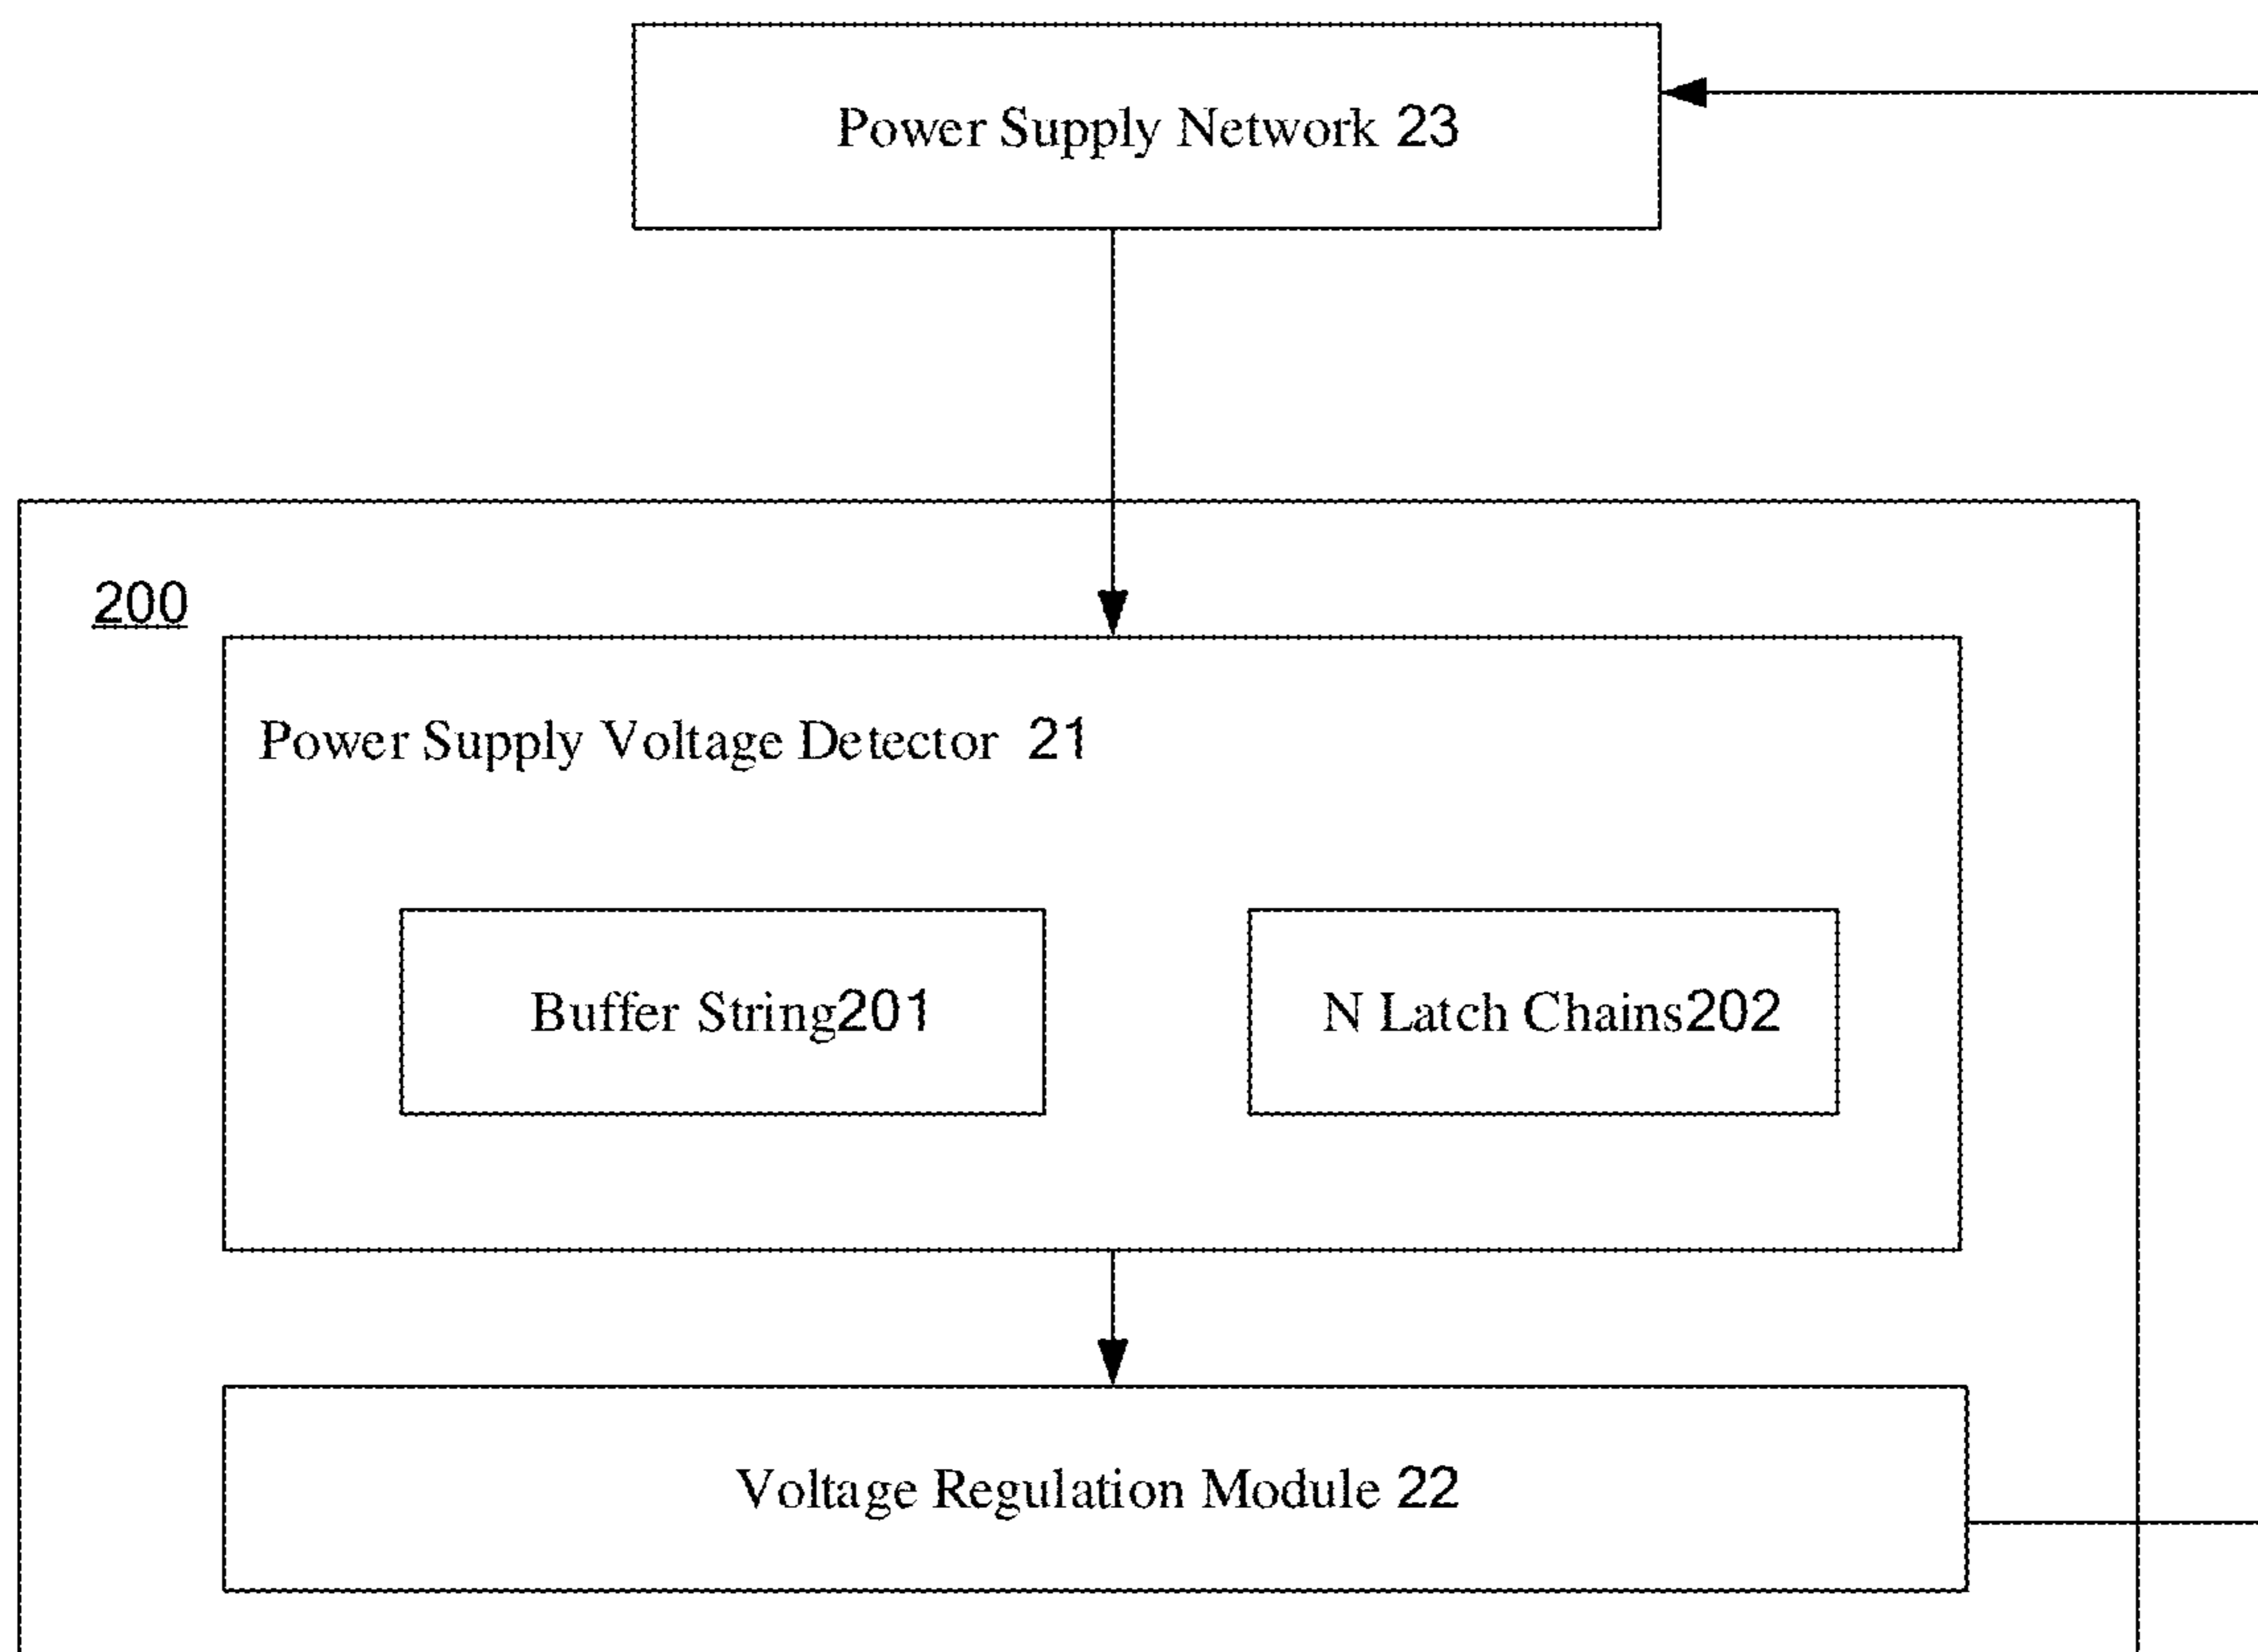 Power Supply Network 23
200
Power Supply Voltage Detector 21
Buffer String201
N Latch Chains202
Voltage Regulation Module 22